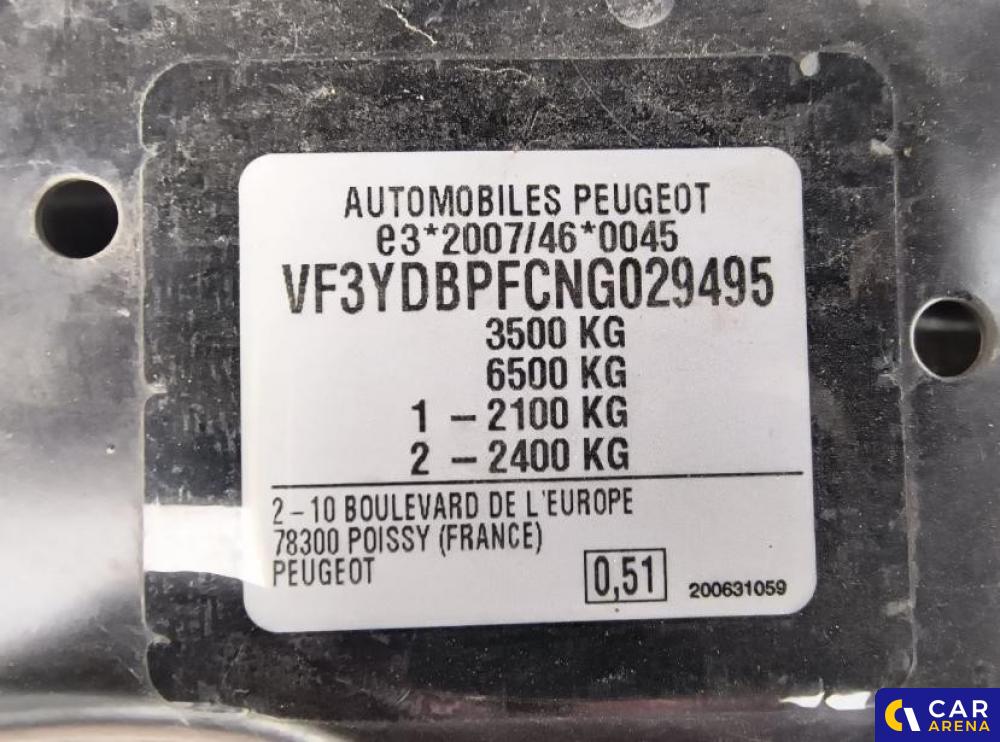 AUTOMOBILES PEUGEOT
e3*2007/46*0045
VF3YDBPFCNG029495
3500 KG
6500 KG
1 – 2100 KG
2 – 2400 KG
2 – 10 BOULEVARD DE L'EUROPE
78300 POISSY (FRANCE)
PEUGEOT
0,51
200631059
CAR
ARENA